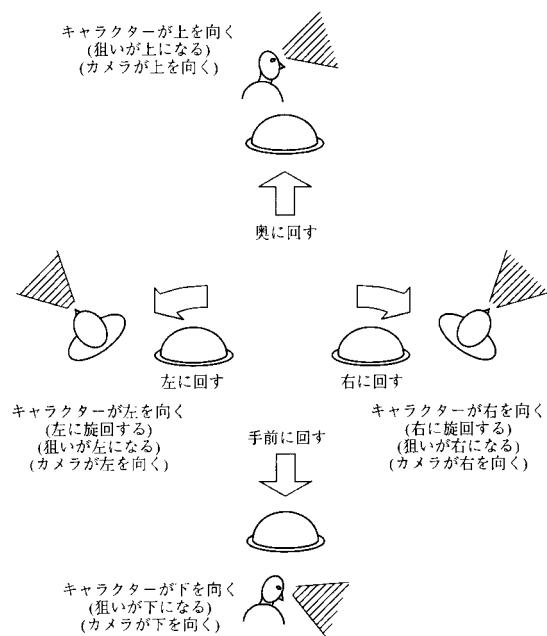 キャラクターが上を向く
(狙いが上になる)
(カメラが上を向く)
奥に回す
左に回す
右に回す
キャラクターが左を向く
(左に旋回する)
(狙いが左になる)
(カメラが左を向く)
キャラクターが右を向く
(右に旋回する)
(狙いが右になる)
(カメラが右を向く)
手前に回す
キャラクターが下を向く
(狙いが下になる)
(カメラが下を向く)